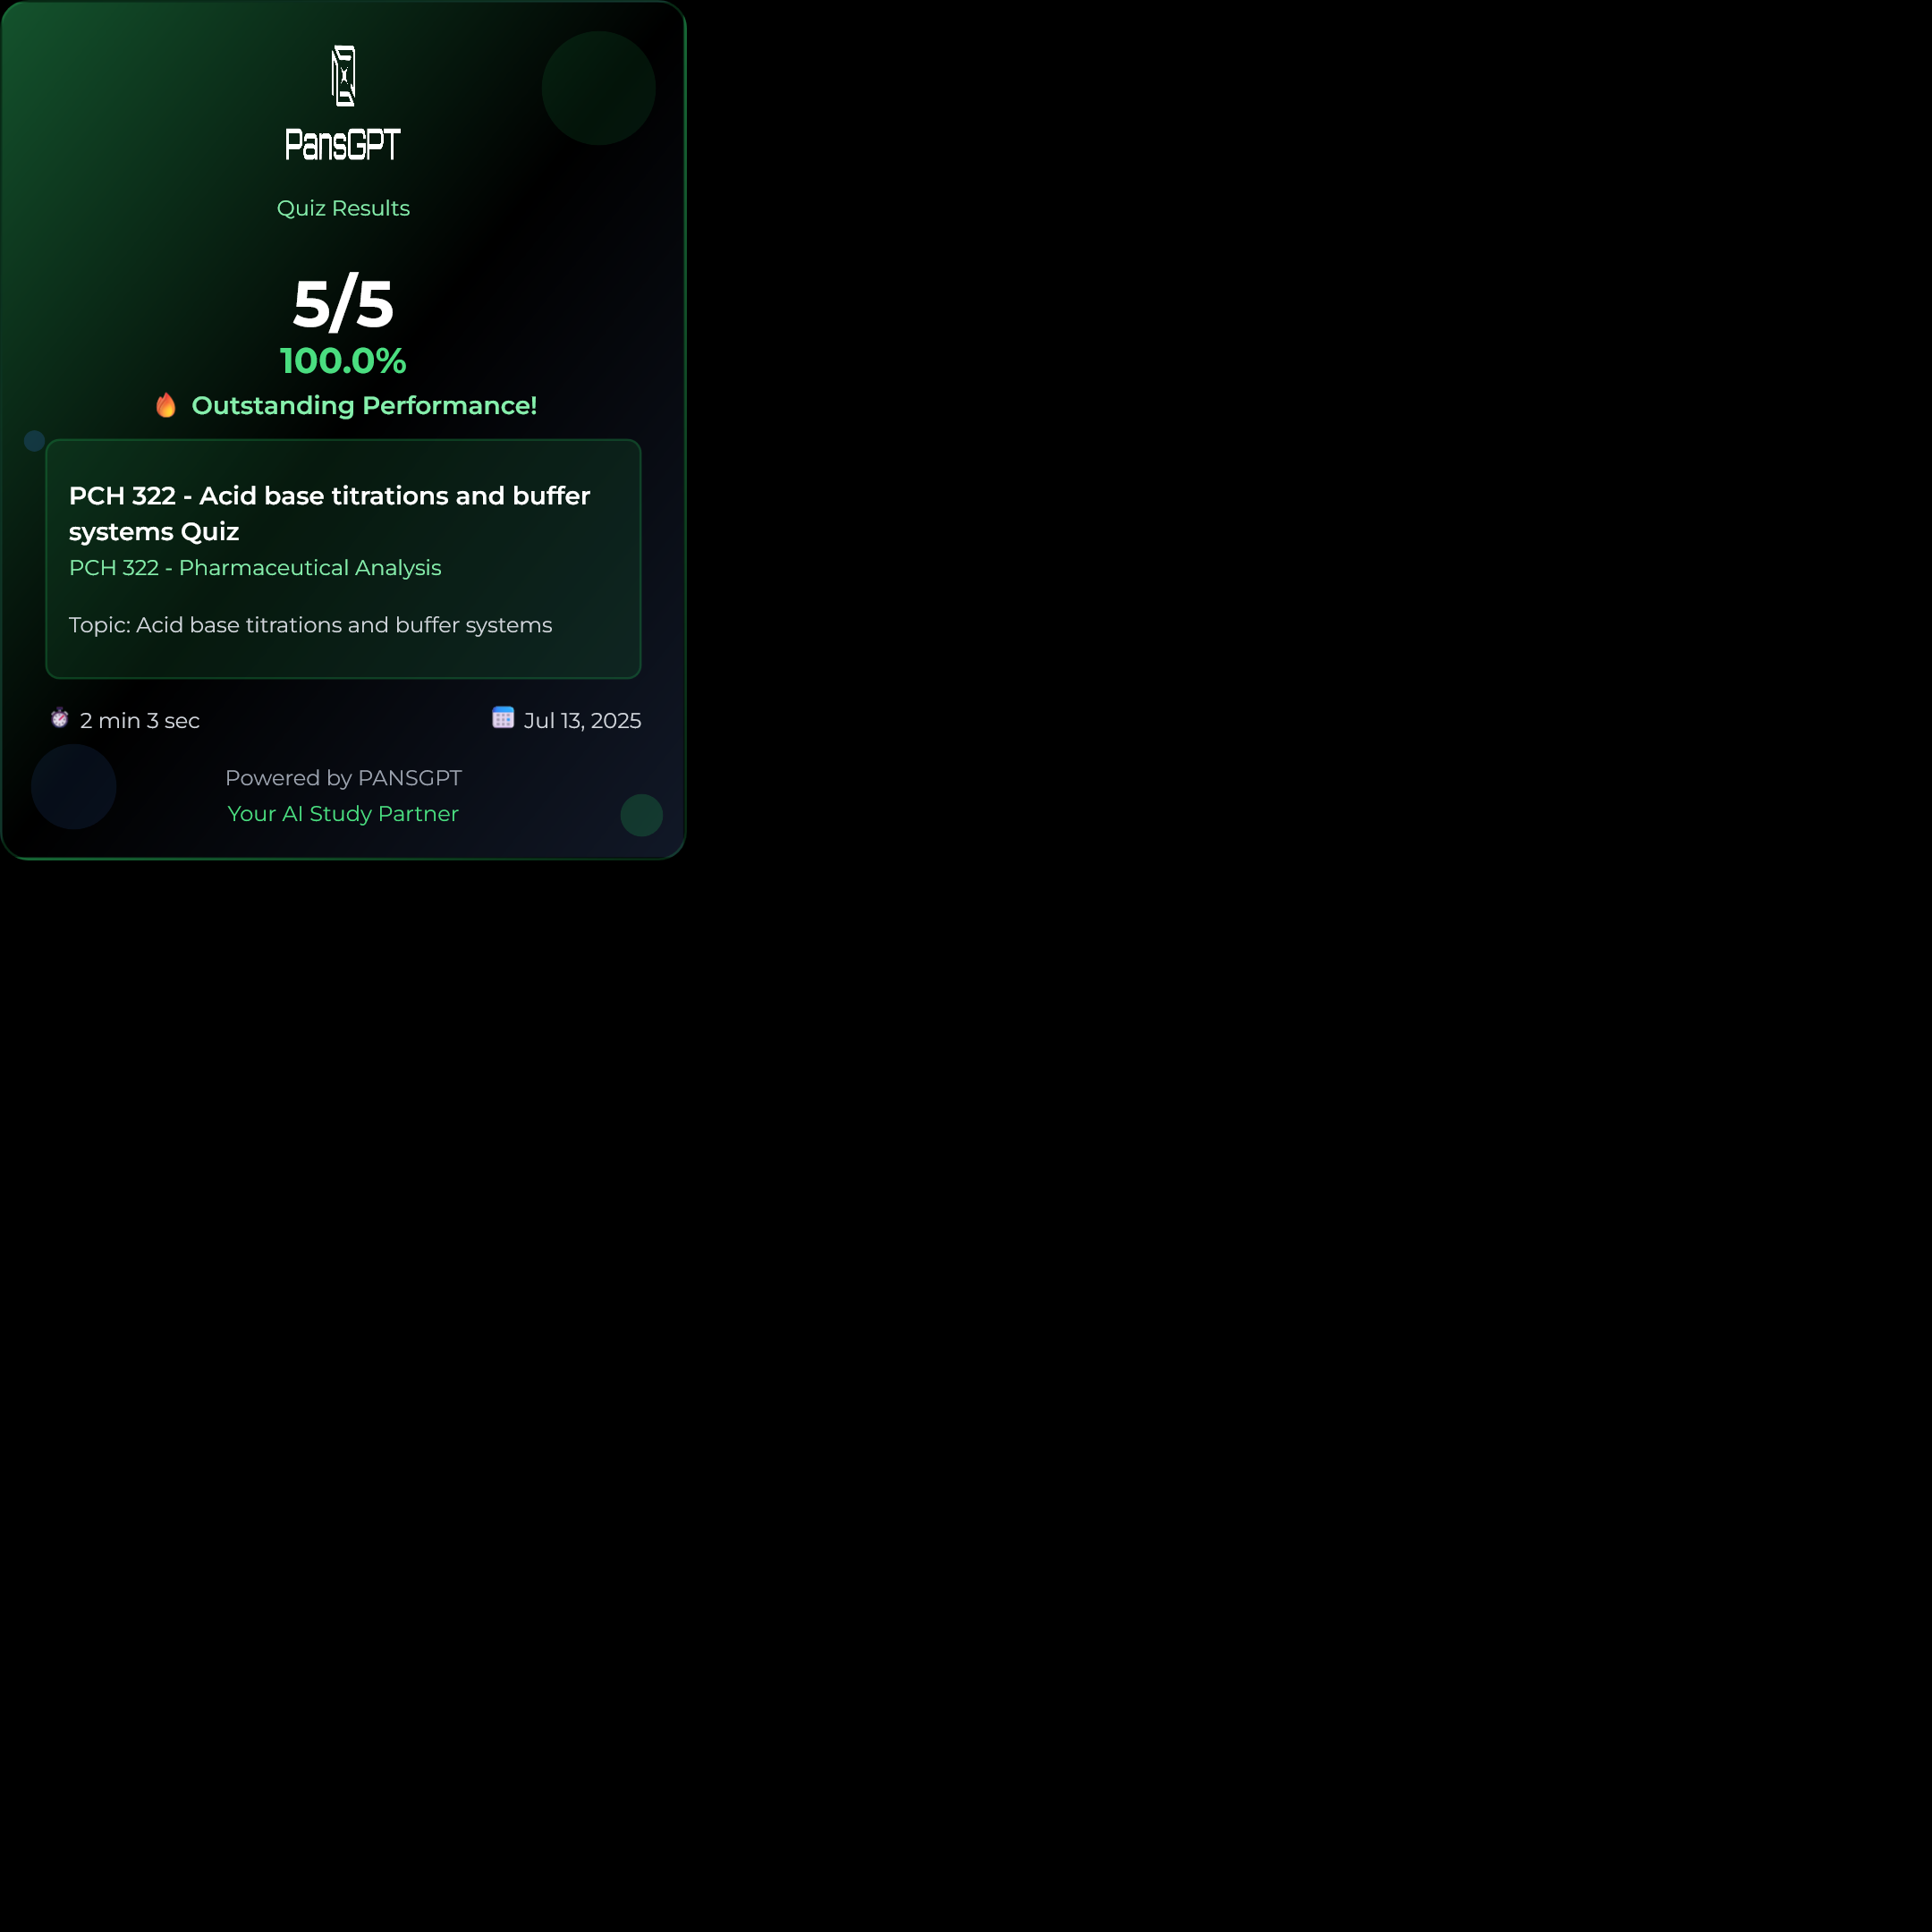 PansGPT
Quiz Results
5/5
100.0%
🔥 Outstanding Performance!
PCH 322 - Acid base titrations and buffer
systems Quiz
PCH 322 - Pharmaceutical Analysis
Topic: Acid base titrations and buffer systems
2 min 3 sec
Jul 13, 2025
Powered by PANSGPT
Your AI Study Partner